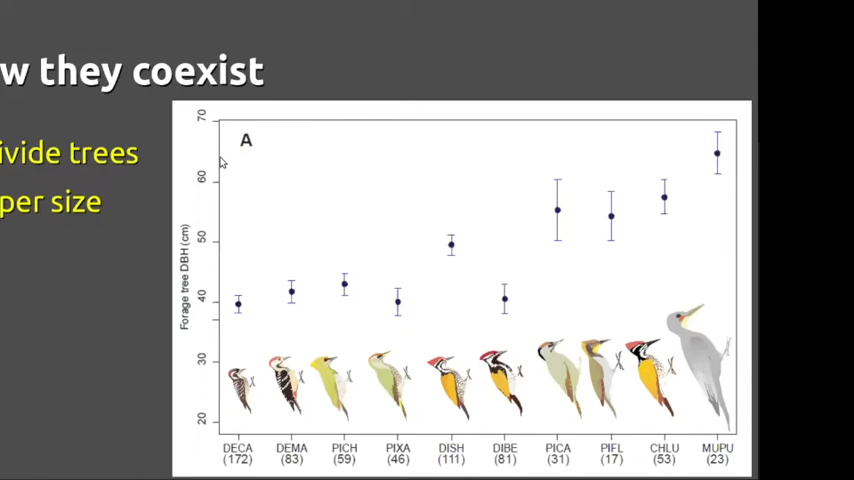 w they coexist
ivide trees
per size
A
Forage tree DBH (cm)
70
60
50
40
30
20
DECA DEMA PICH PIXA DISH DIBE PICA PIFL CHLU MUPU
(172) (83) (59) (46) (111) (81) (31) (17) (53) (23)